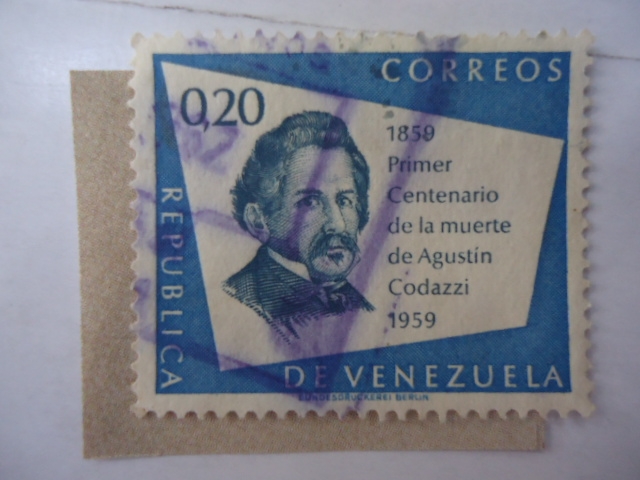 CORREOS
0,20
1859
Primer
Centenario
de la muerte
de Agustín
Codazzi
1959
REPUBLICA
DE VENEZUELA
BUNDESDRUCKEREI BERLIN